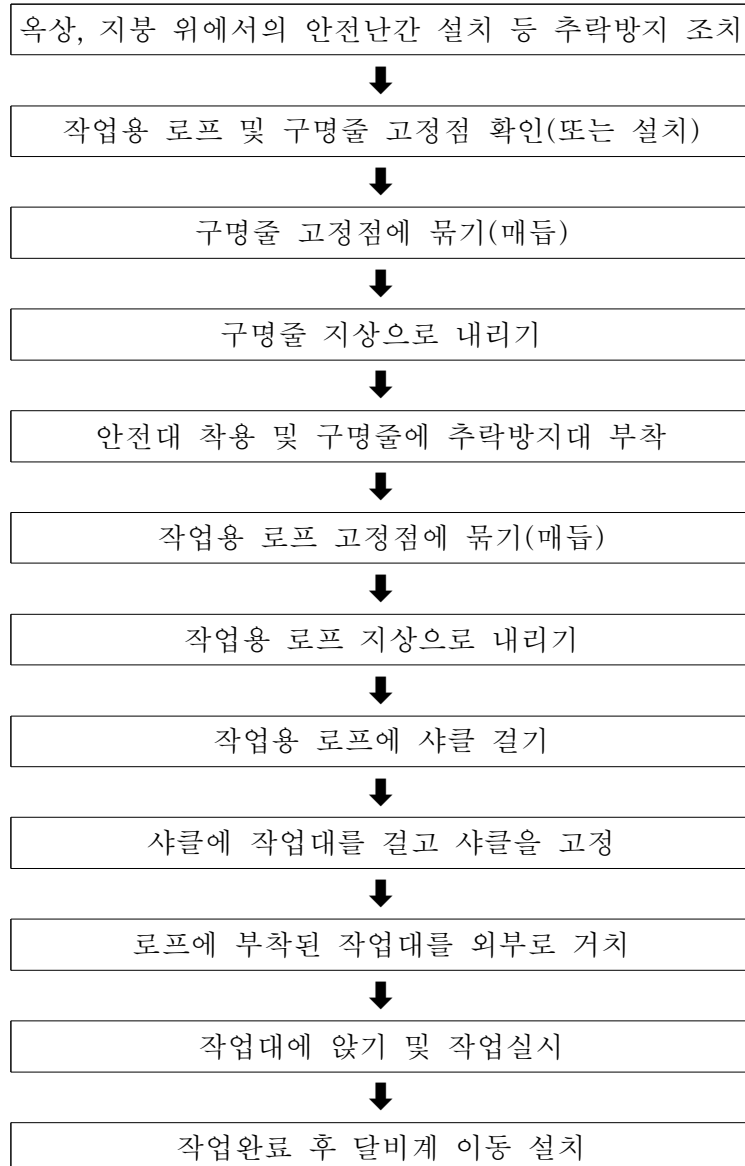 옥상, 지붕 위에서의 안전난간 설치 등 추락방지 조치
작업용 로프 및 구명줄 고정점 확인(또는 설치)
구명줄 고정점에 묶기(매듭)
구명줄 지상으로 내리기
안전대 착용 및 구명줄에 추락방지대 부착
작업용 로프 고정점에 묶기(매듭)
작업용 로프 지상으로 내리기
작업용 로프에 샤클 걸기
샤클에 작업대를 걸고 샤클을 고정
로프에 부착된 작업대를 외부로 거치
작업대에 앉기 및 작업실시
작업완료 후 달비계 이동 설치